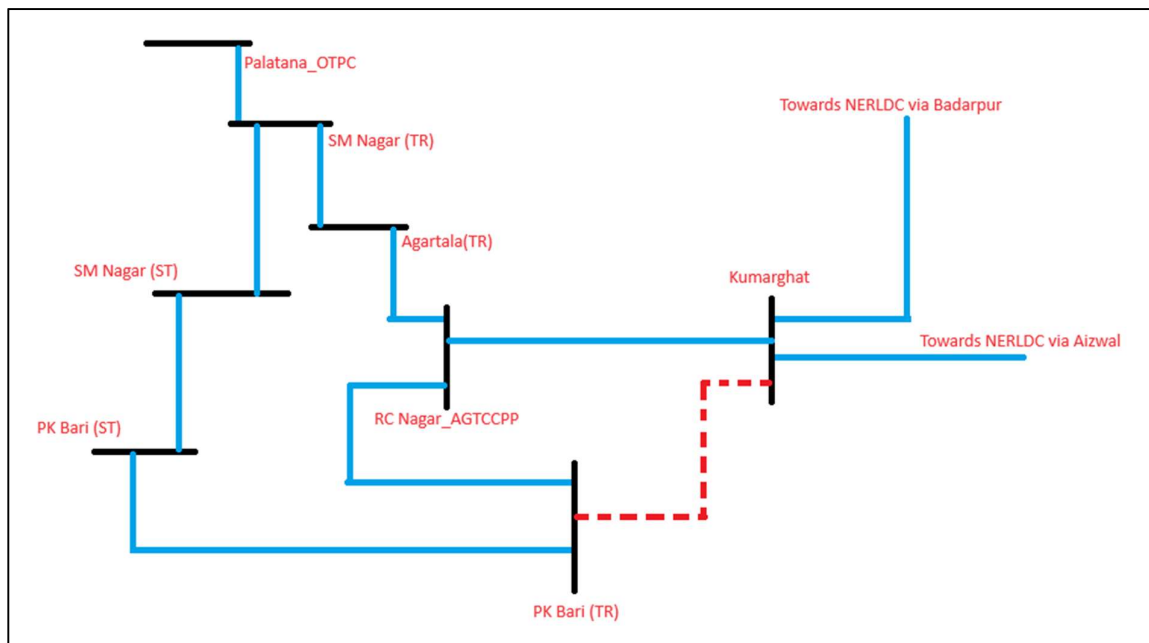 Palatana_OTPC
Towards NERLDC via Badarpur
SM Nagar (TR)
Agartala(TR)
SM Nagar (ST)
Kumarghat
Towards NERLDC via Aizwal
RC Nagar_AGTCCPP
PK Bari (ST)
PK Bari (TR)